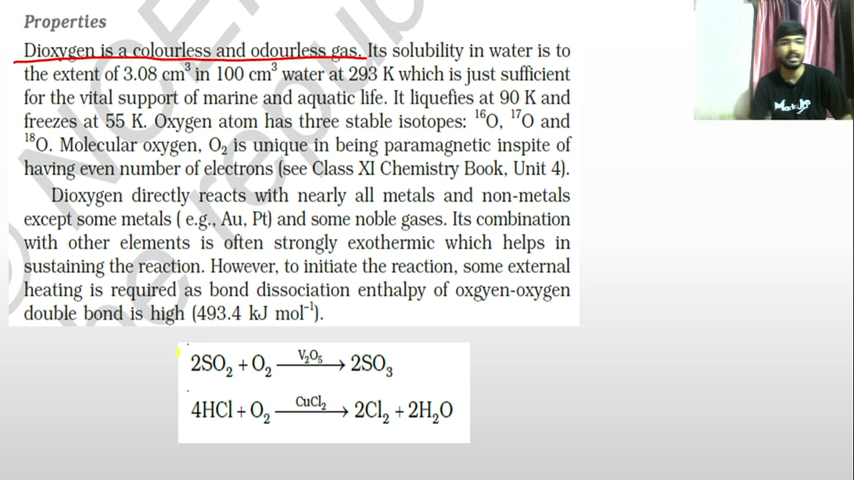 Properties
Dioxygen is a colourless and odourless gas. Its solubility in water is to
the extent of 3.08 cm³ in 100 cm³ water at 293 K which is just sufficient
for the vital support of marine and aquatic life. It liquefies at 90 K and
freezes at 55 K. Oxygen atom has three stable isotopes: ¹⁶O, ¹⁷O and
¹⁸O. Molecular oxygen, O₂ is unique in being paramagnetic inspite of
having even number of electrons (see Class XI Chemistry Book, Unit 4).
Dioxygen directly reacts with nearly all metals and non-metals
except some metals ( e.g., Au, Pt) and some noble gases. Its combination
with other elements is often strongly exothermic which helps in
sustaining the reaction. However, to initiate the reaction, some external
heating is required as bond dissociation enthalpy of oxgyen-oxygen
double bond is high (493.4 kJ mol⁻¹).
2SO₂ + O₂ —V₂O₅→ 2SO₃
4HCl + O₂ —CuCl₂→ 2Cl₂ + 2H₂O